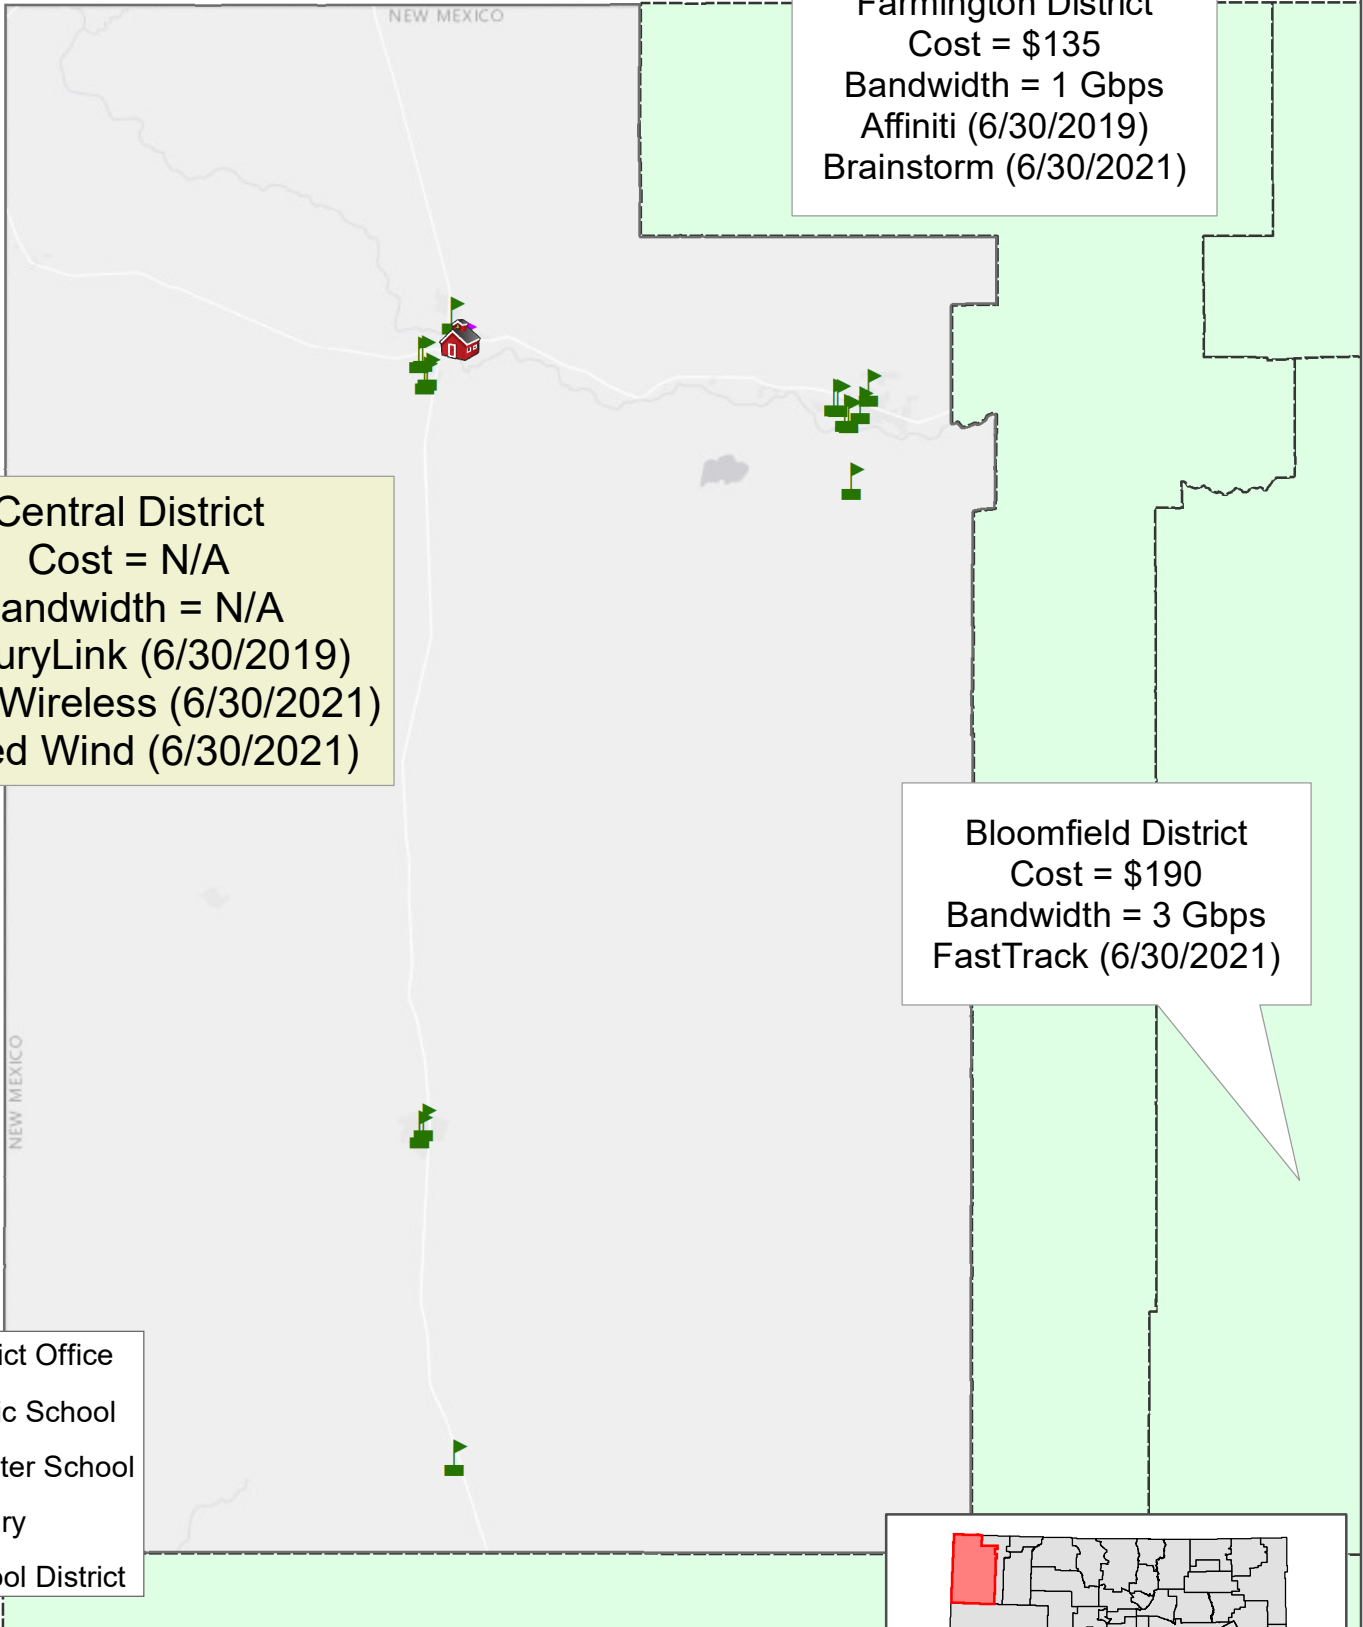 NEW MEXICO
Farmington District
Cost = $135
Bandwidth = 1 Gbps
Affiniti (6/30/2019)
Brainstorm (6/30/2021)
Central District
Cost = N/A
andwidth = N/A
uryLink (6/30/2019)
Wireless (6/30/2021)
ed Wind (6/30/2021)
Bloomfield District
Cost = $190
Bandwidth = 3 Gbps
FastTrack (6/30/2021)
NEW MEXICO
ict Office
ic School
ter School
ry
ool District